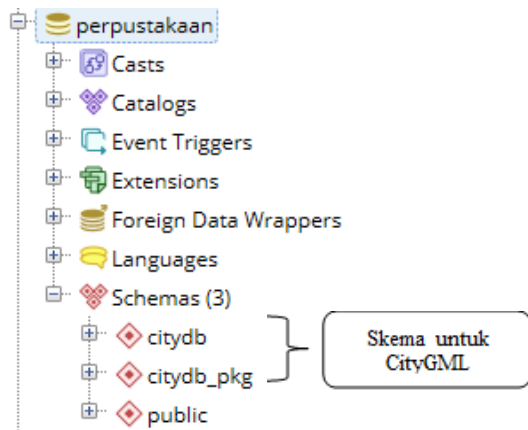 perpustakaan
Casts
Catalogs
Event Triggers
Extensions
Foreign Data Wrappers
Languages
Schemas (3)
citydb
citydb_pkg
public
Skema untuk
CityGML